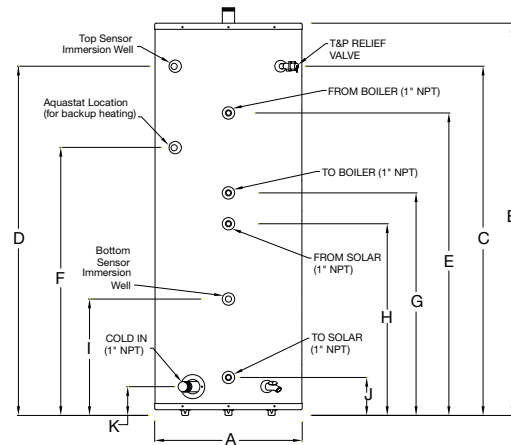 Top Sensor
Immersion Well
T&P RELIEF
VALVE
FROM BOILER (1" NPT)
Aquastat Location
(for backup heating)
TO BOILER (1" NPT)
D
C
E
F
FROM SOLAR
(1" NPT)
G
H
Bottom
Sensor
Immersion
Well
I
COLD IN
(1" NPT)
TO SOLAR
(1" NPT)
J
K
A